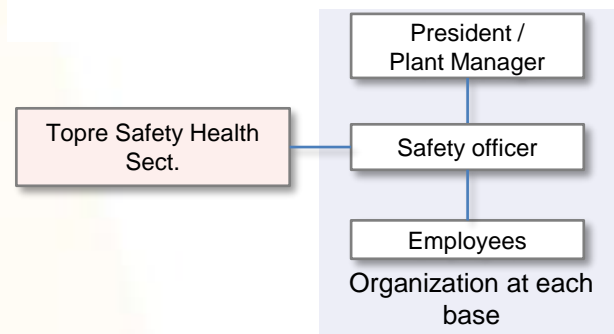 President /
Plant Manager
Topre Safety Health
Sect.
Safety officer
Employees
Organization at each
base